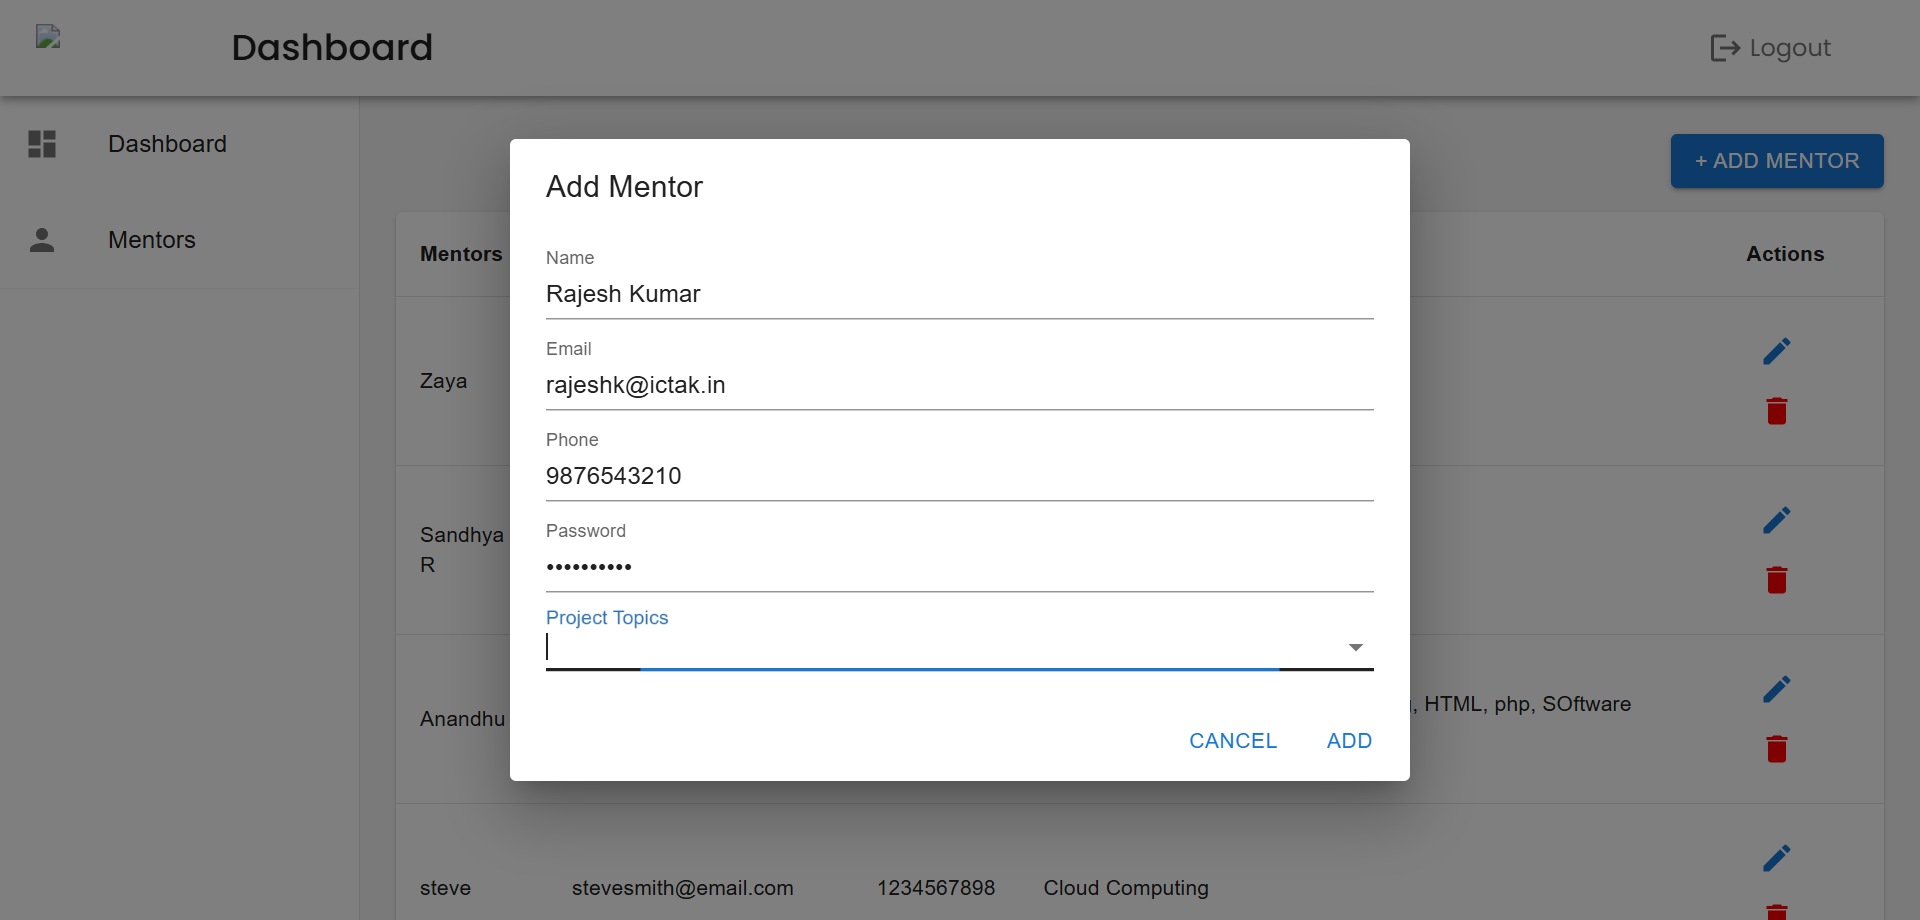 Dashboard
Logout
Dashboard
Mentors
+ ADD MENTOR
Mentors
Actions
Zaya
Sandhya
R
Anandhu
, HTML, php, SOftware
steve
stevesmith@email.com
1234567898
Cloud Computing
Add Mentor
Name
Rajesh Kumar
Email
rajeshk@ictak.in
Phone
9876543210
Password
••••••••••
Project Topics
CANCEL
ADD